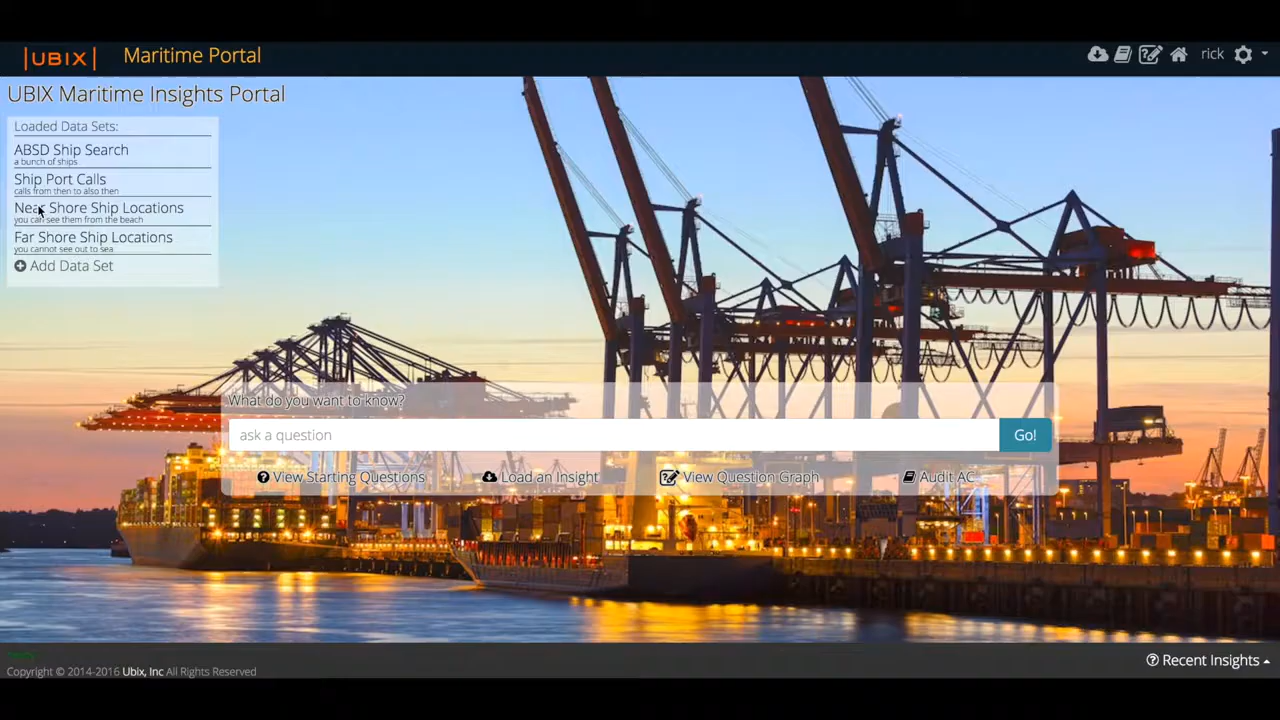 |UBIX|
Maritime Portal
rick
UBIX Maritime Insights Portal
Loaded Data Sets:
ABSD Ship Search
a bunch of ships
Ship Port Calls
calls from then to also then
Near Shore Ship Locations
you can see them from the beach
Far Shore Ship Locations
you cannot see out to sea
Add Data Set
What do you want to know?
ask a question
Go!
View Starting Questions
Load an Insight
View Question Graph
Audit AC
Copyright © 2014-2016 Ubix, Inc All Rights Reserved
Recent Insights